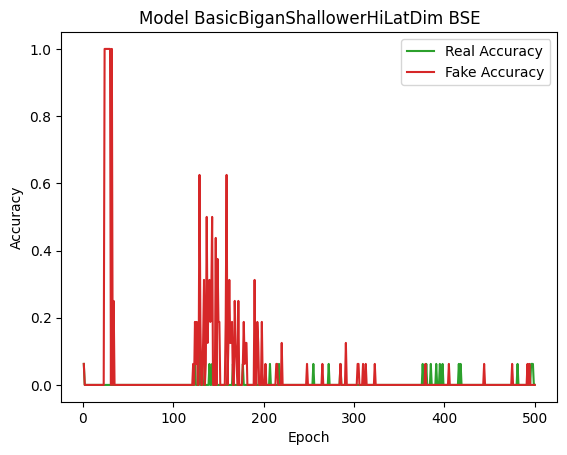 Model BasicBiganShallowerHiLatDim BSE
Real Accuracy
Fake Accuracy
Accuracy
1.0
0.8
0.6
0.4
0.2
0.0
0 100 200 300 400 500
Epoch